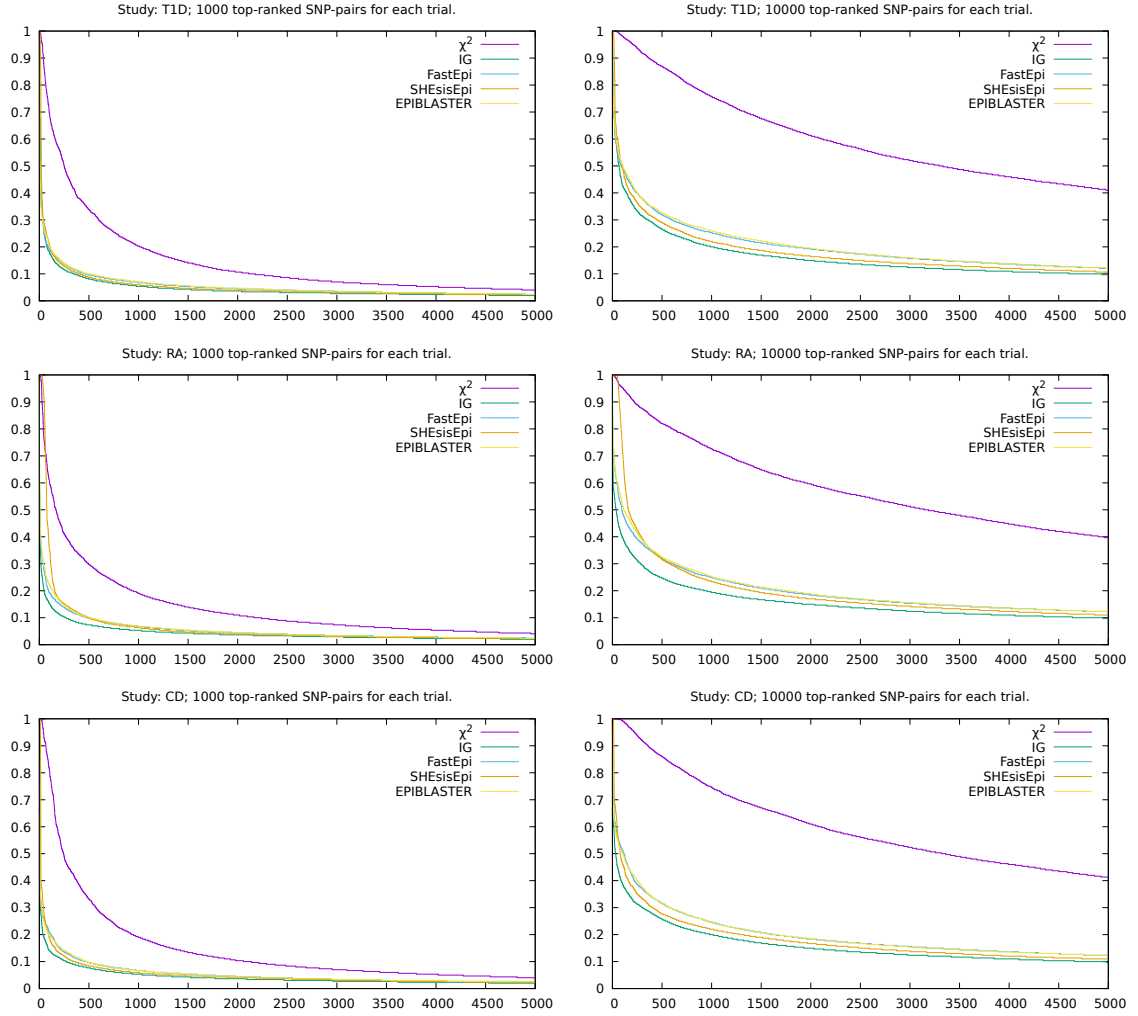 Study: T1D; 1000 top-ranked SNP-pairs for each trial.
1
0.9
0.8
0.7
0.6
0.5
0.4
0.3
0.2
0.1
0
χ²
IG
FastEpi
SHEsisEpi
EPIBLASTER
0 500 1000 1500 2000 2500 3000 3500 4000 4500 5000
Study: T1D; 10000 top-ranked SNP-pairs for each trial.
1
0.9
0.8
0.7
0.6
0.5
0.4
0.3
0.2
0.1
0
χ²
IG
FastEpi
SHEsisEpi
EPIBLASTER
0 500 1000 1500 2000 2500 3000 3500 4000 4500 5000
Study: RA; 1000 top-ranked SNP-pairs for each trial.
1
0.9
0.8
0.7
0.6
0.5
0.4
0.3
0.2
0.1
0
χ²
IG
FastEpi
SHEsisEpi
EPIBLASTER
0 500 1000 1500 2000 2500 3000 3500 4000 4500 5000
Study: RA; 10000 top-ranked SNP-pairs for each trial.
1
0.9
0.8
0.7
0.6
0.5
0.4
0.3
0.2
0.1
0
χ²
IG
FastEpi
SHEsisEpi
EPIBLASTER
0 500 1000 1500 2000 2500 3000 3500 4000 4500 5000
Study: CD; 1000 top-ranked SNP-pairs for each trial.
1
0.9
0.8
0.7
0.6
0.5
0.4
0.3
0.2
0.1
0
χ²
IG
FastEpi
SHEsisEpi
EPIBLASTER
0 500 1000 1500 2000 2500 3000 3500 4000 4500 5000
Study: CD; 10000 top-ranked SNP-pairs for each trial.
1
0.9
0.8
0.7
0.6
0.5
0.4
0.3
0.2
0.1
0
χ²
IG
FastEpi
SHEsisEpi
EPIBLASTER
0 500 1000 1500 2000 2500 3000 3500 4000 4500 5000